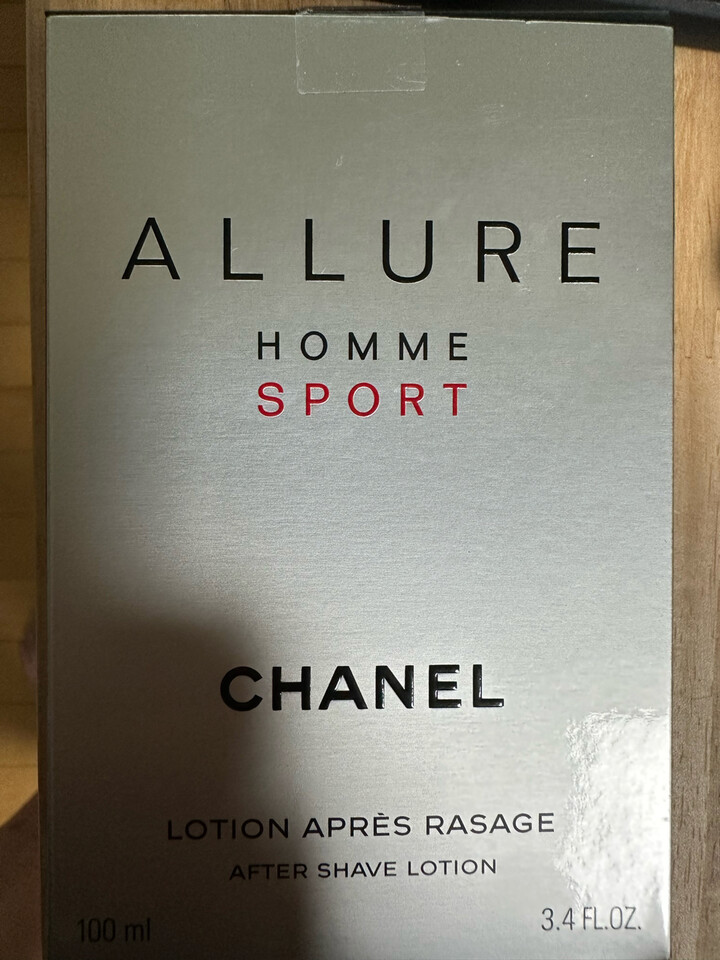 ALLURE
HOMME
SPORT
CHANEL
LOTION APRÈS RASAGE
AFTER SHAVE LOTION
100 ml 3.4 FL.OZ.